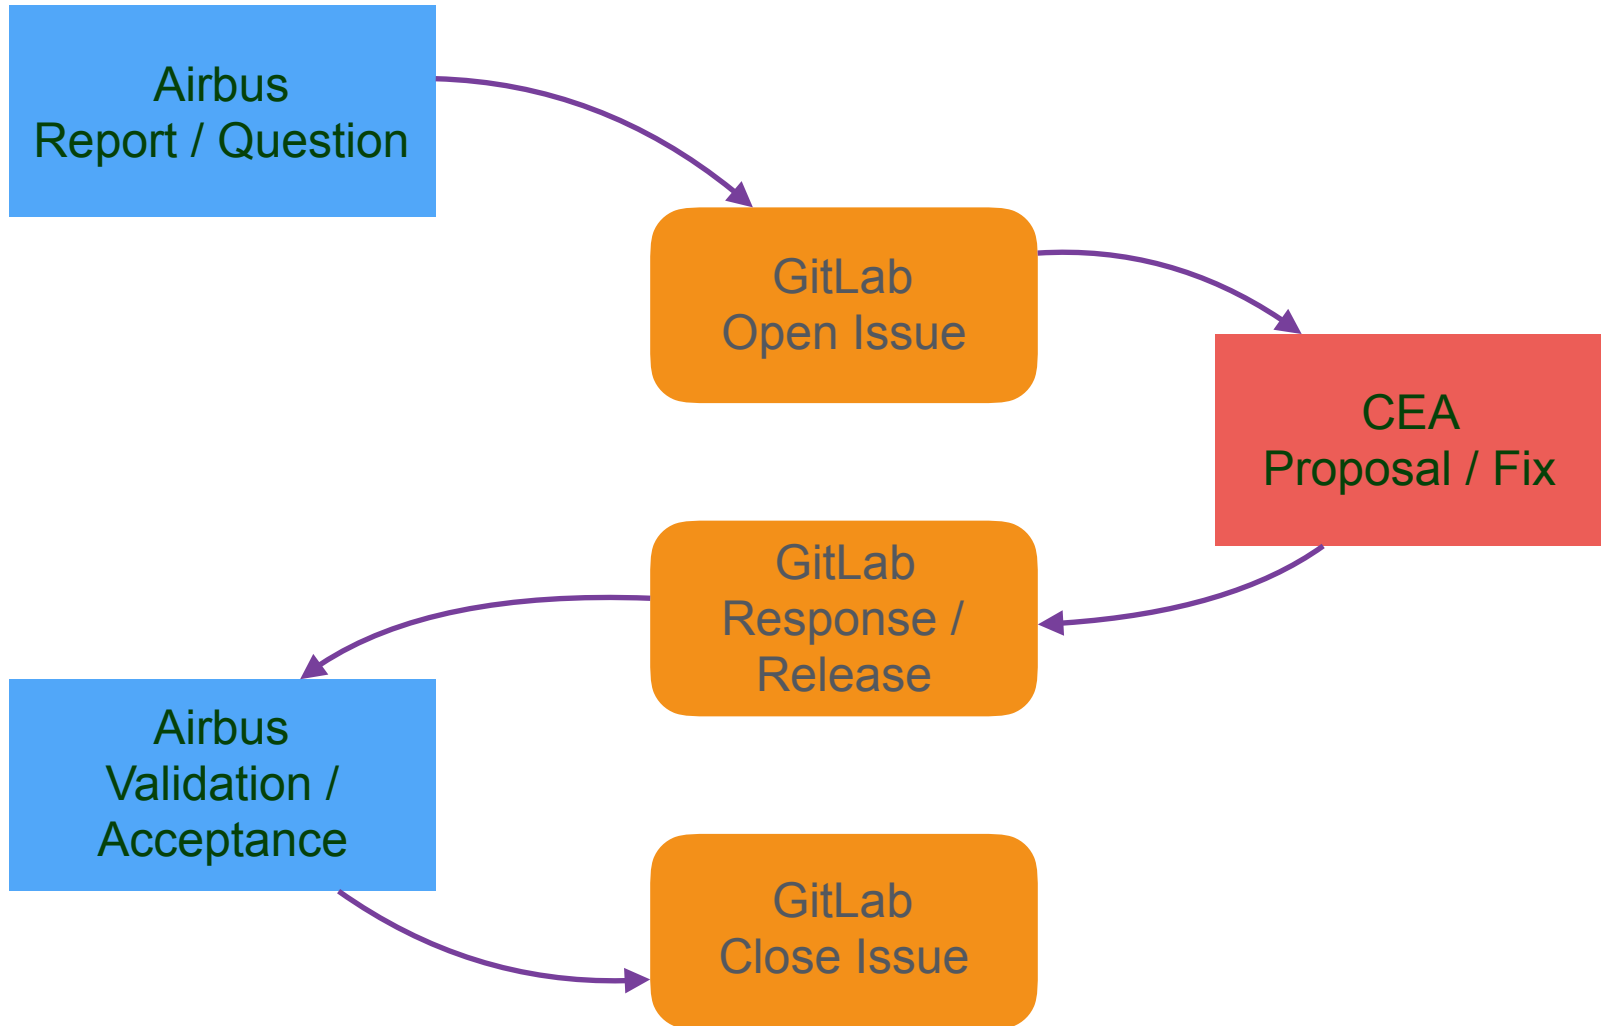 Airbus
Report / Question
GitLab
Open Issue
CEA
Proposal / Fix
GitLab
Response /
Release
Airbus
Validation /
Acceptance
GitLab
Close Issue